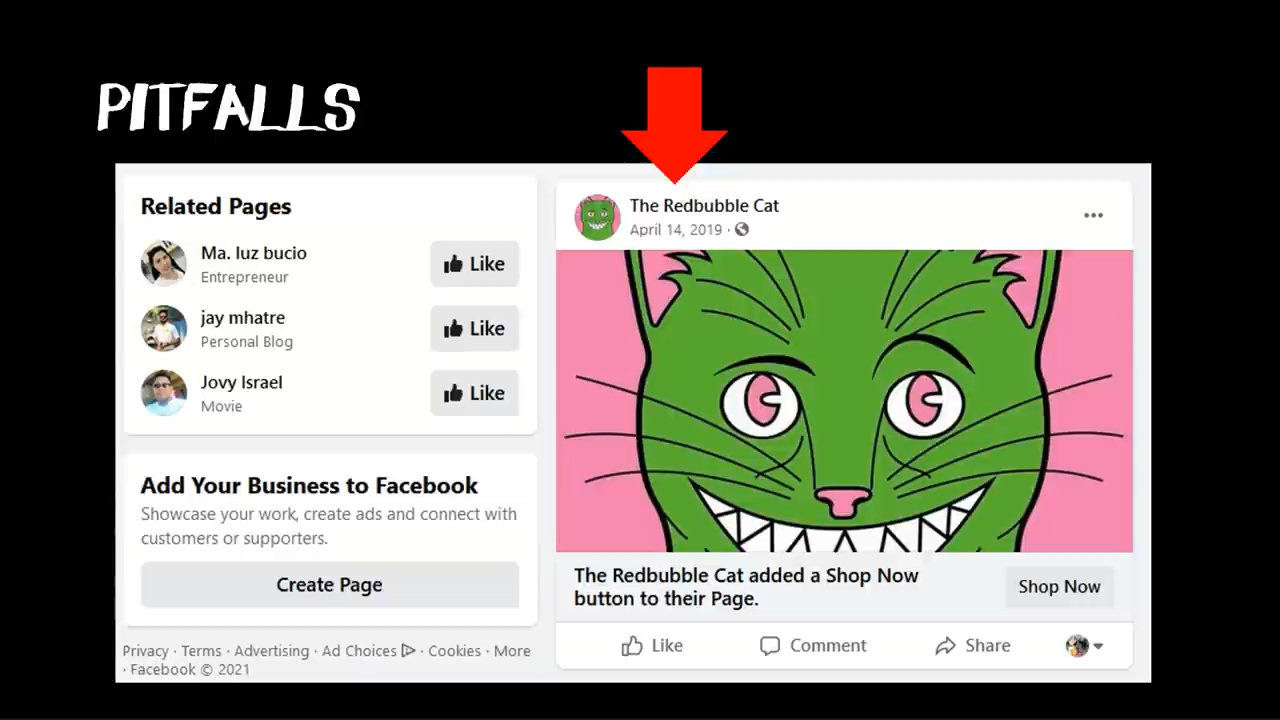 PITFALLS
Related Pages
Ma. luz bucio
Entrepreneur
Like
jay mhatre
Personal Blog
Like
Jovy Israel
Movie
Like
Add Your Business to Facebook
Showcase your work, create ads and connect with
customers or supporters.
Create Page
Privacy · Terms · Advertising · Ad Choices · Cookies · More
· Facebook © 2021
The Redbubble Cat
April 14, 2019 ·
The Redbubble Cat added a Shop Now
button to their Page.
Shop Now
Like
Comment
Share